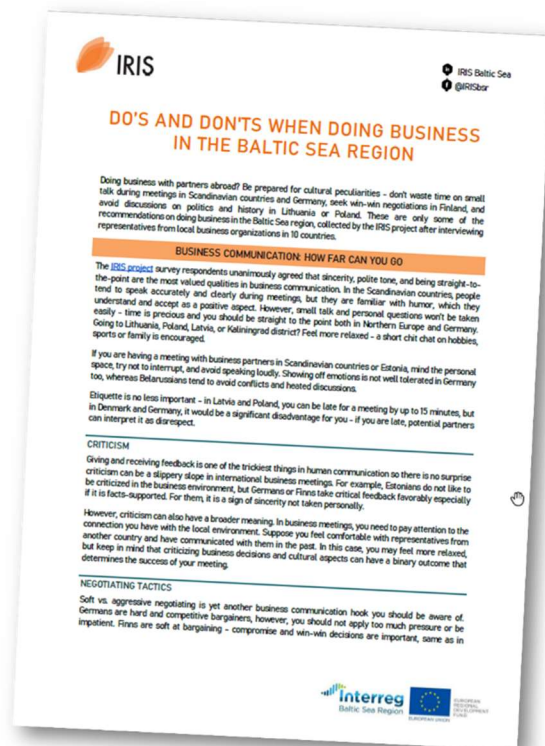 IRIS
IRIS Baltic Sea
@IRISbsr
DO'S AND DON'TS WHEN DOING BUSINESS
IN THE BALTIC SEA REGION
Doing business with partners abroad? Be prepared for cultural peculiarities – don't waste time on small
talk during meetings in Scandinavian countries and Germany, seek win-win negotiations in Finland, and
avoid discussions on politics and history in Lithuania or Poland. These are only some of the
recommendations on doing business in the Baltic Sea region, collected by the IRIS project after interviewing
representatives from local business organizations in 10 countries.
BUSINESS COMMUNICATION: HOW FAR CAN YOU GO
The IRIS project survey respondents unanimously agreed that sincerity, polite tone, and being straight-to-
the-point are the most valued qualities in business communication. In the Scandinavian countries, people
tend to speak accurately and clearly during meetings, but they are familiar with humor, which they
understand and accept as a positive aspect. However, small talk and personal questions won't be taken
easily – time is precious and you should be straight to the point both in Northern Europe and Germany.
Going to Lithuania, Poland, Latvia, or Kaliningrad district? Feel more relaxed – a short chit chat on hobbies,
sports or family is encouraged.
If you are having a meeting with business partners in Scandinavian countries or Estonia, mind the personal
space, try not to interrupt, and avoid speaking loudly. Showing off emotions is not well tolerated in Germany
too, whereas Belarussians tend to avoid conflicts and heated discussions.
Etiquette is no less important – in Latvia and Poland, you can be late for a meeting by up to 15 minutes, but
in Denmark and Germany, it would be a significant disadvantage for you – if you are late, potential partners
can interpret it as disrespect.
CRITICISM
Giving and receiving feedback is one of the trickiest things in human communication so there is no surprise
criticism can be a slippery slope in international business meetings. For example, Estonians do not like to
be criticized in the business environment, but Germans or Finns take critical feedback favorably especially
if it is facts-supported. For them, it is a sign of sincerity not taken personally.
However, criticism can also have a broader meaning. In business meetings, you need to pay attention to the
connection you have with the local environment. Suppose you feel comfortable with representatives from
another country and have communicated with them in the past. In this case, you may feel more relaxed,
but keep in mind that criticizing business decisions and cultural aspects can have a binary outcome that
determines the success of your meeting.
NEGOTIATING TACTICS
Soft vs. aggressive negotiating is yet another business communication hook you should be aware of.
Germans are hard and competitive bargainers, however, you should not apply too much pressure or be
impatient. Finns are soft at bargaining – compromise and win-win decisions are important, same as in
Interreg
Baltic Sea Region
EUROPEAN UNION
EUROPEAN
REGIONAL
DEVELOPMENT
FUND